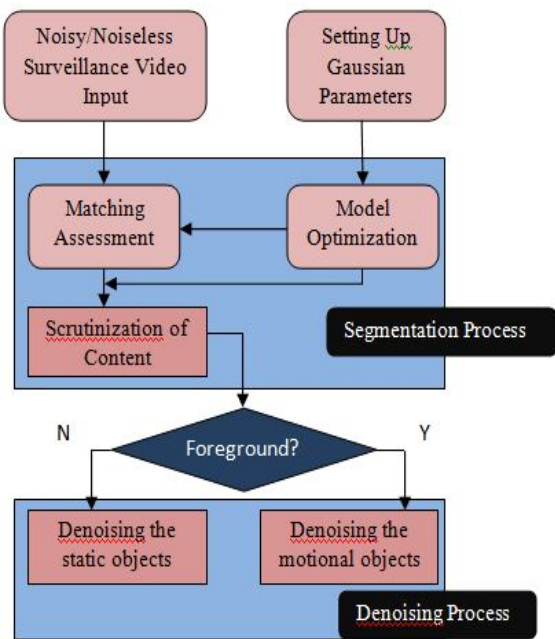 Noisy/Noiseless
Surveillance Video
Input
Setting Up
Gaussian
Parameters
Matching
Assessment
Model
Optimization
Scrutinization of
Content
Segmentation Process
Foreground?
N
Y
Denoising the
static objects
Denoising the
motional objects
Denoising Process